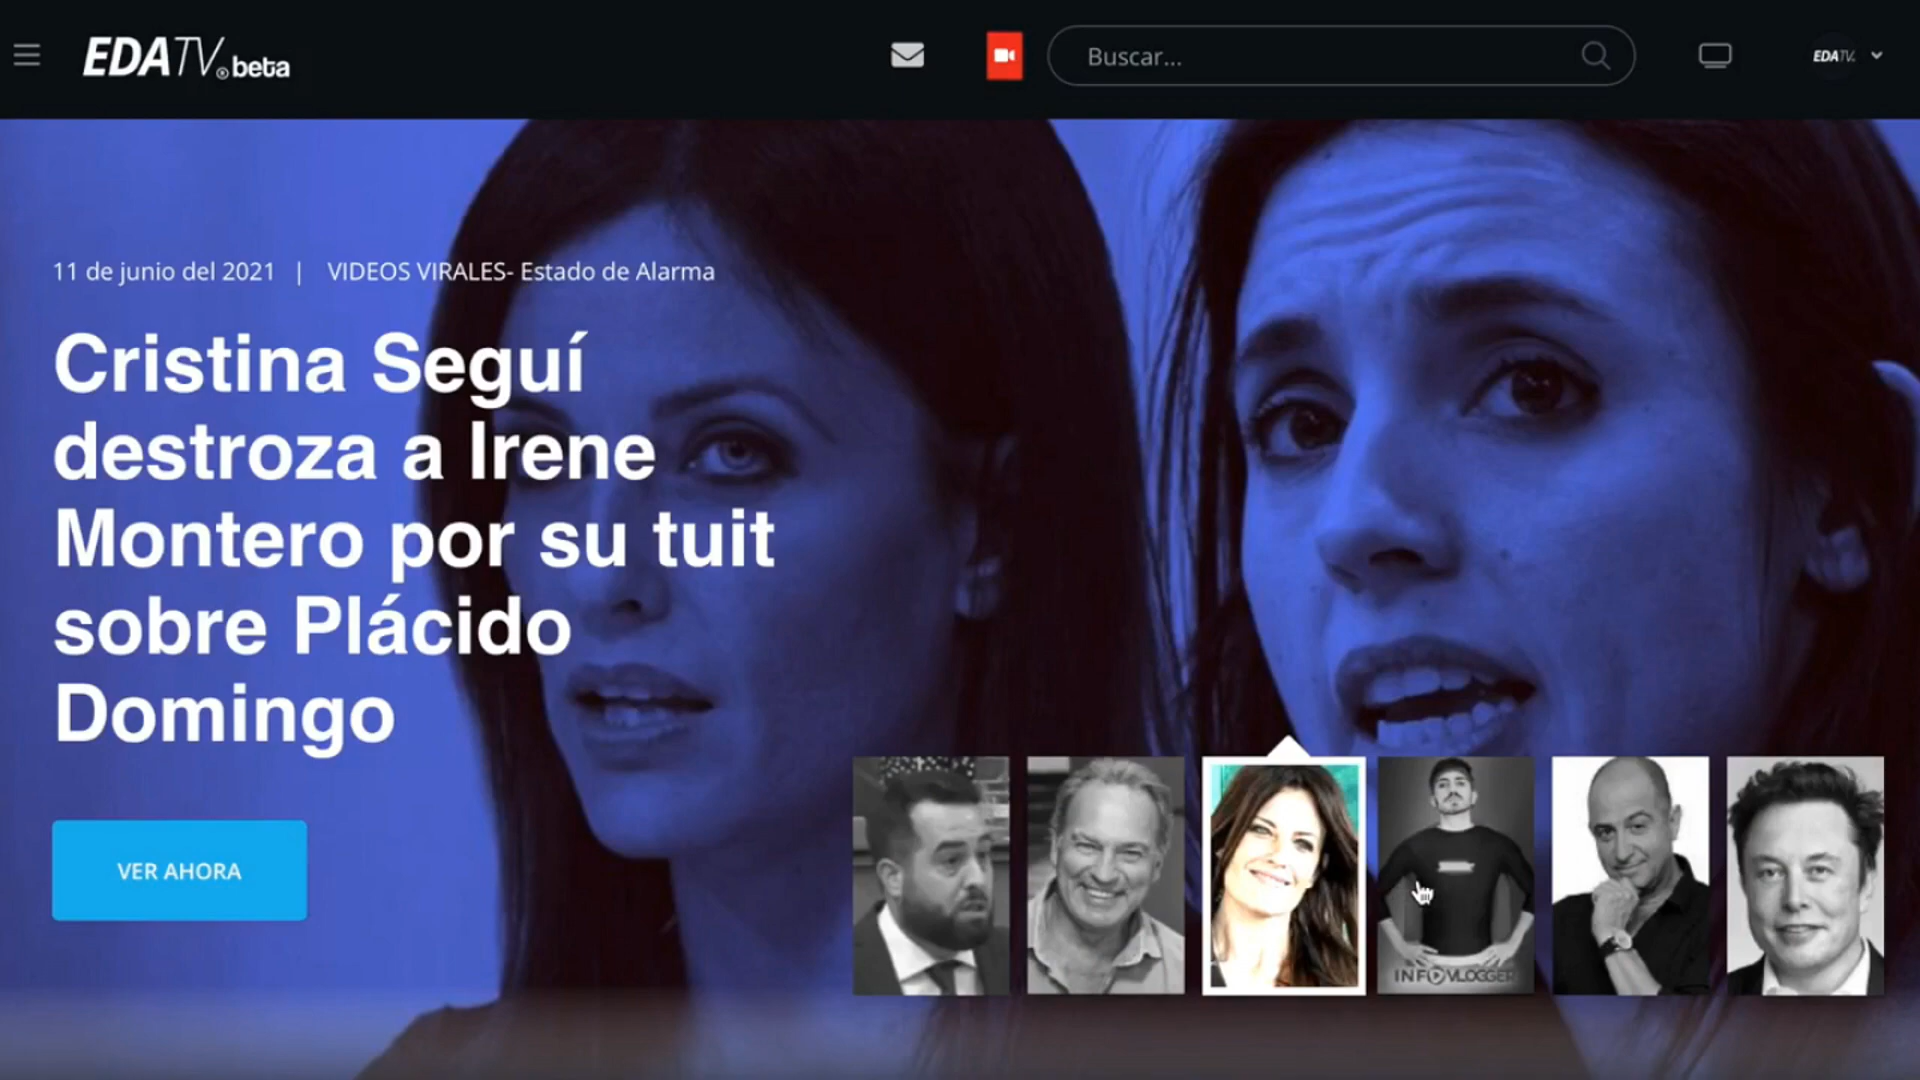 EDATV.® beta
Buscar...
EDATV.
11 de junio del 2021 | VIDEOS VIRALES- Estado de Alarma
Cristina Seguí
destroza a Irene
Montero por su tuit
sobre Plácido
Domingo
VER AHORA
INFOVLOGGER